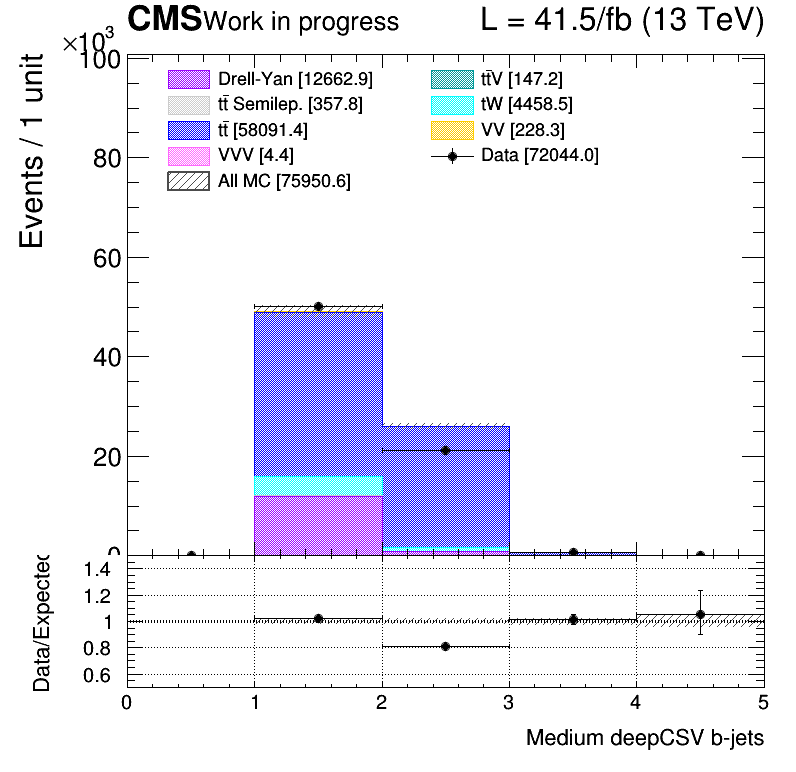 CMS Work in progress L = 41.5/fb (13 TeV)
×10³
Events / 1 unit
100
80
60
40
20
0
Drell-Yan [12662.9]
tt̄ Semilep. [357.8]
tt̄ [58091.4]
VVV [4.4]
All MC [75950.6]
tt̄V [147.2]
tW [4458.5]
VV [228.3]
Data [72044.0]
Data/Expected
1.4
1.2
1
0.8
0.6
0 1 2 3 4 5
Medium deepCSV b-jets